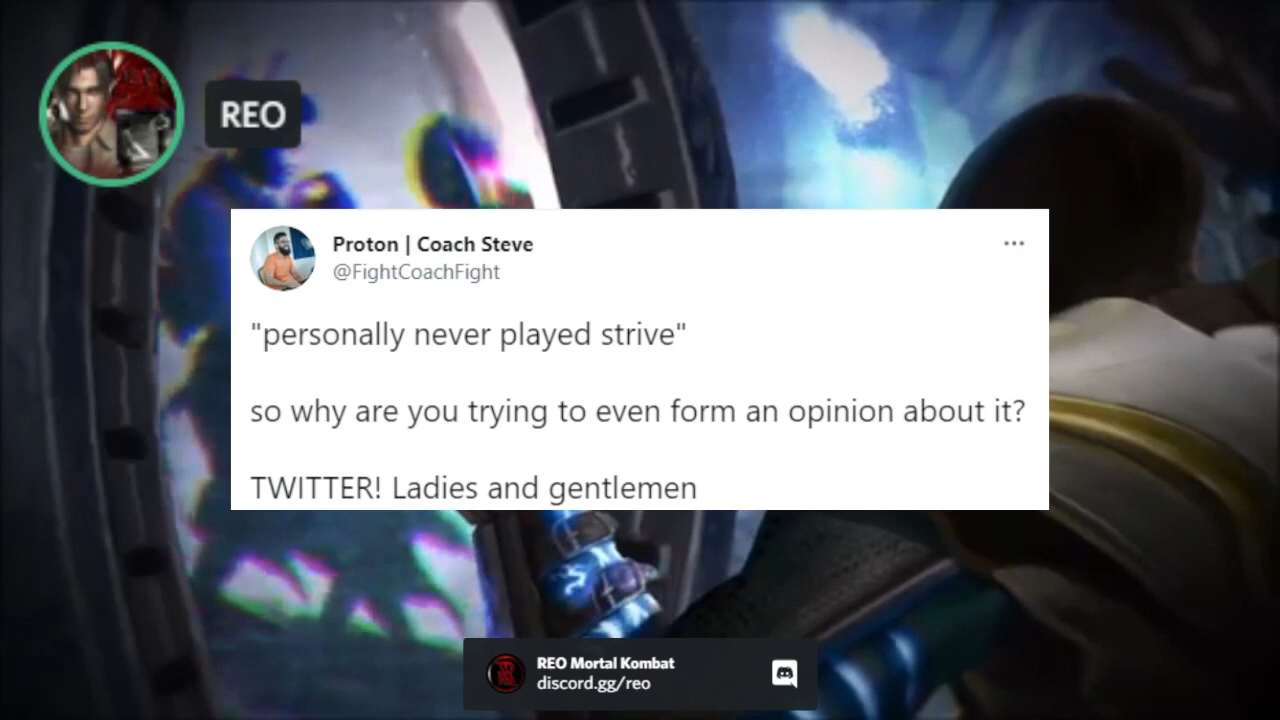 REO
Proton | Coach Steve
@FightCoachFight
"personally never played strive"
so why are you trying to even form an opinion about it?
TWITTER! Ladies and gentlemen
REO Mortal Kombat
discord.gg/reo